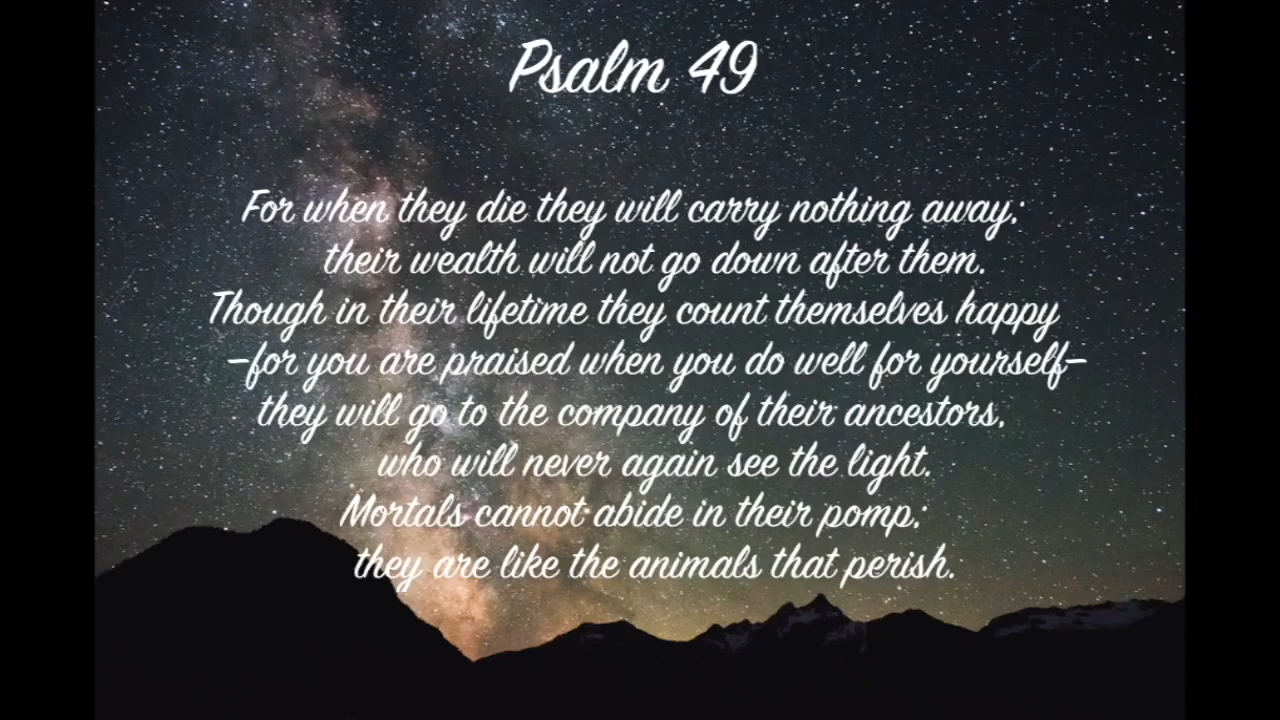 Psalm 49
For when they die they will carry nothing away;
their wealth will not go down after them.
Though in their lifetime they count themselves happy
–for you are praised when you do well for yourself–
they will go to the company of their ancestors,
who will never again see the light.
Mortals cannot abide in their pomp;
they are like the animals that perish.